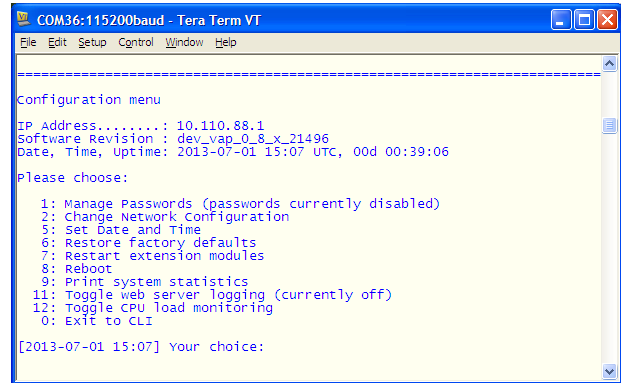 COM36:115200baud - Tera Term VT
File Edit Setup Control Window Help
=========================================================================
Configuration menu
IP Address........: 10.110.88.1
Software Revision : dev_vap_0_8_x_21496
Date, Time, Uptime: 2013-07-01 15:07 UTC, 00d 00:39:06
Please choose:
1: Manage Passwords (passwords currently disabled)
2: Change Network Configuration
5: Set Date and Time
6: Restore factory defaults
7: Restart extension modules
8: Reboot
9: Print system statistics
11: Toggle web server logging (currently off)
12: Toggle CPU load monitoring
0: Exit to CLI
[2013-07-01 15:07] Your choice: